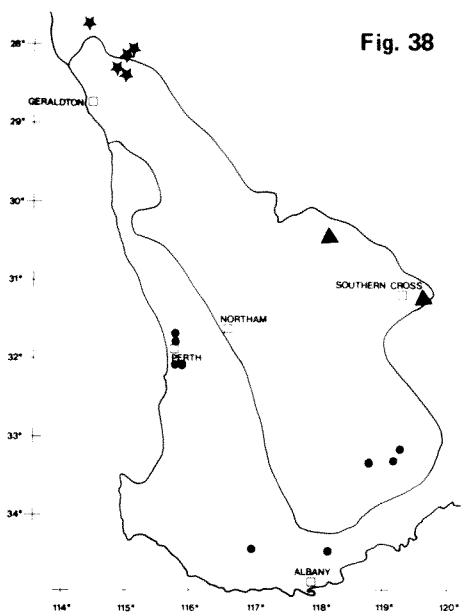 Fig. 38
28°
GERALDTON
29°
30°
31°
SOUTHERN CROSS
NORTHAM
32°
PERTH
33°
34°
ALBANY
114°
115°
116°
117°
118°
119°
120°